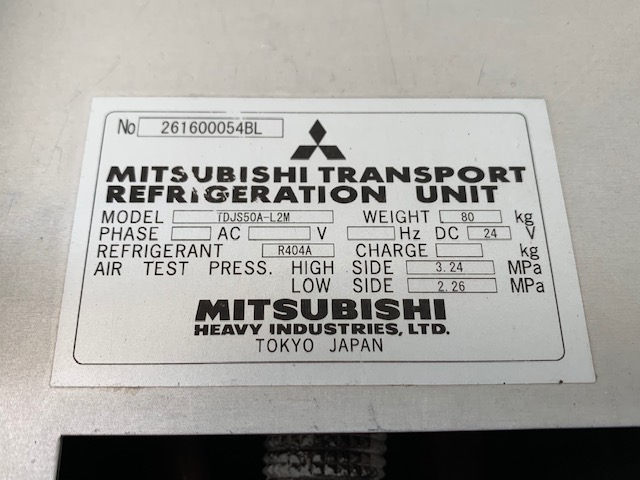 No 261600054BL
MITSUBISHI TRANSPORT
REFRIGERATION UNIT
MODEL TDJS50A-L2M WEIGHT 80 kg
PHASE AC V Hz DC 24 V
REFRIGERANT R404A CHARGE kg
AIR TEST PRESS. HIGH SIDE 3.24 MPa
LOW SIDE 2.26 MPa
MITSUBISHI
HEAVY INDUSTRIES, LTD.
TOKYO JAPAN